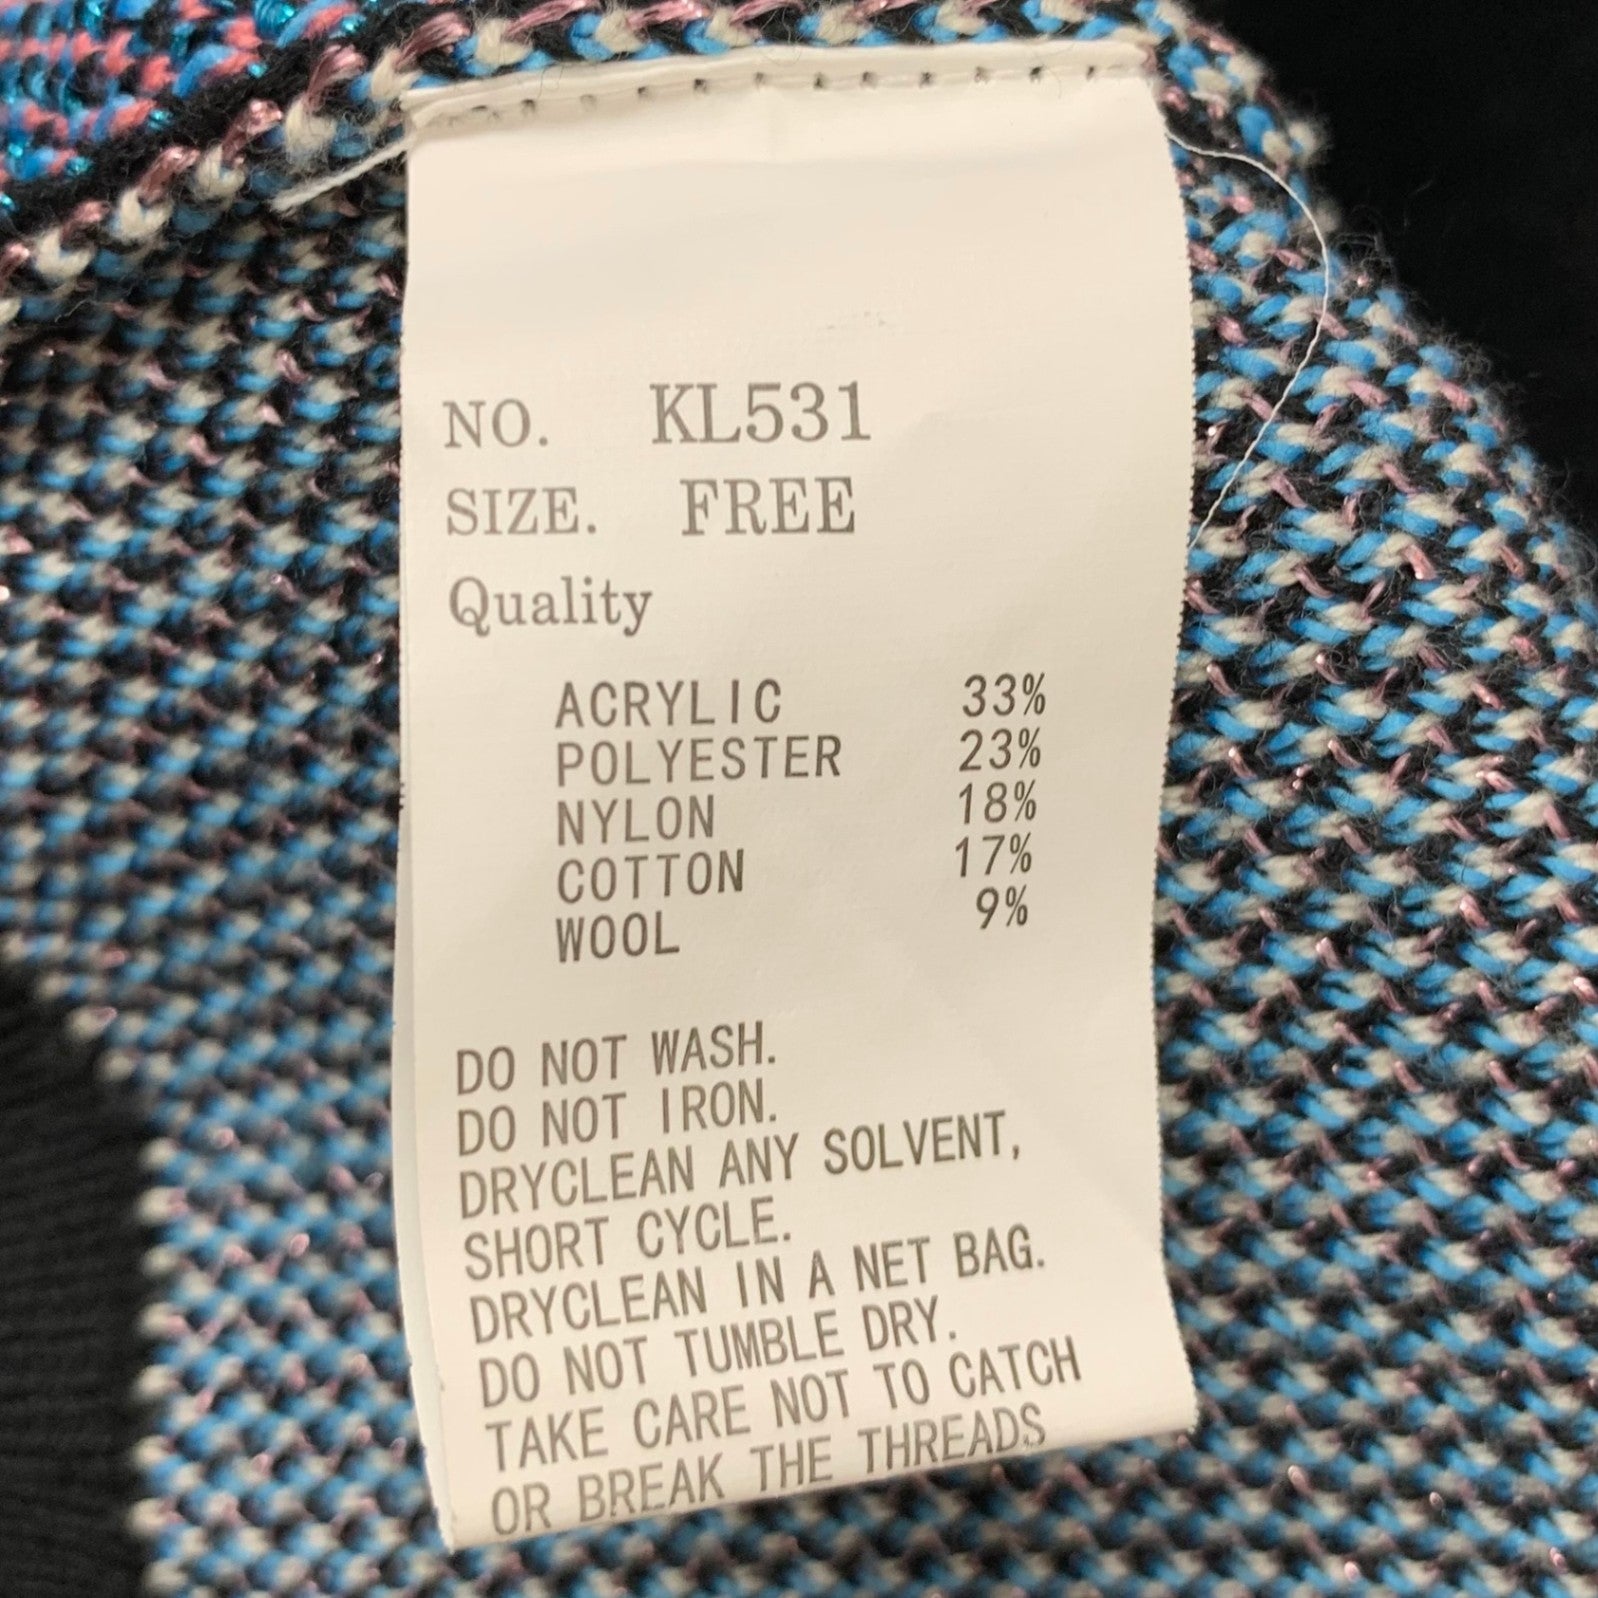 NO. KL531
SIZE. FREE
Quality
ACRYLIC 33%
POLYESTER 23%
NYLON 18%
COTTON 17%
WOOL 9%
DO NOT WASH.
DO NOT IRON.
DRYCLEAN ANY SOLVENT,
SHORT CYCLE.
DRYCLEAN IN A NET BAG.
DO NOT TUMBLE DRY.
TAKE CARE NOT TO CATCH
OR BREAK THE THREADS